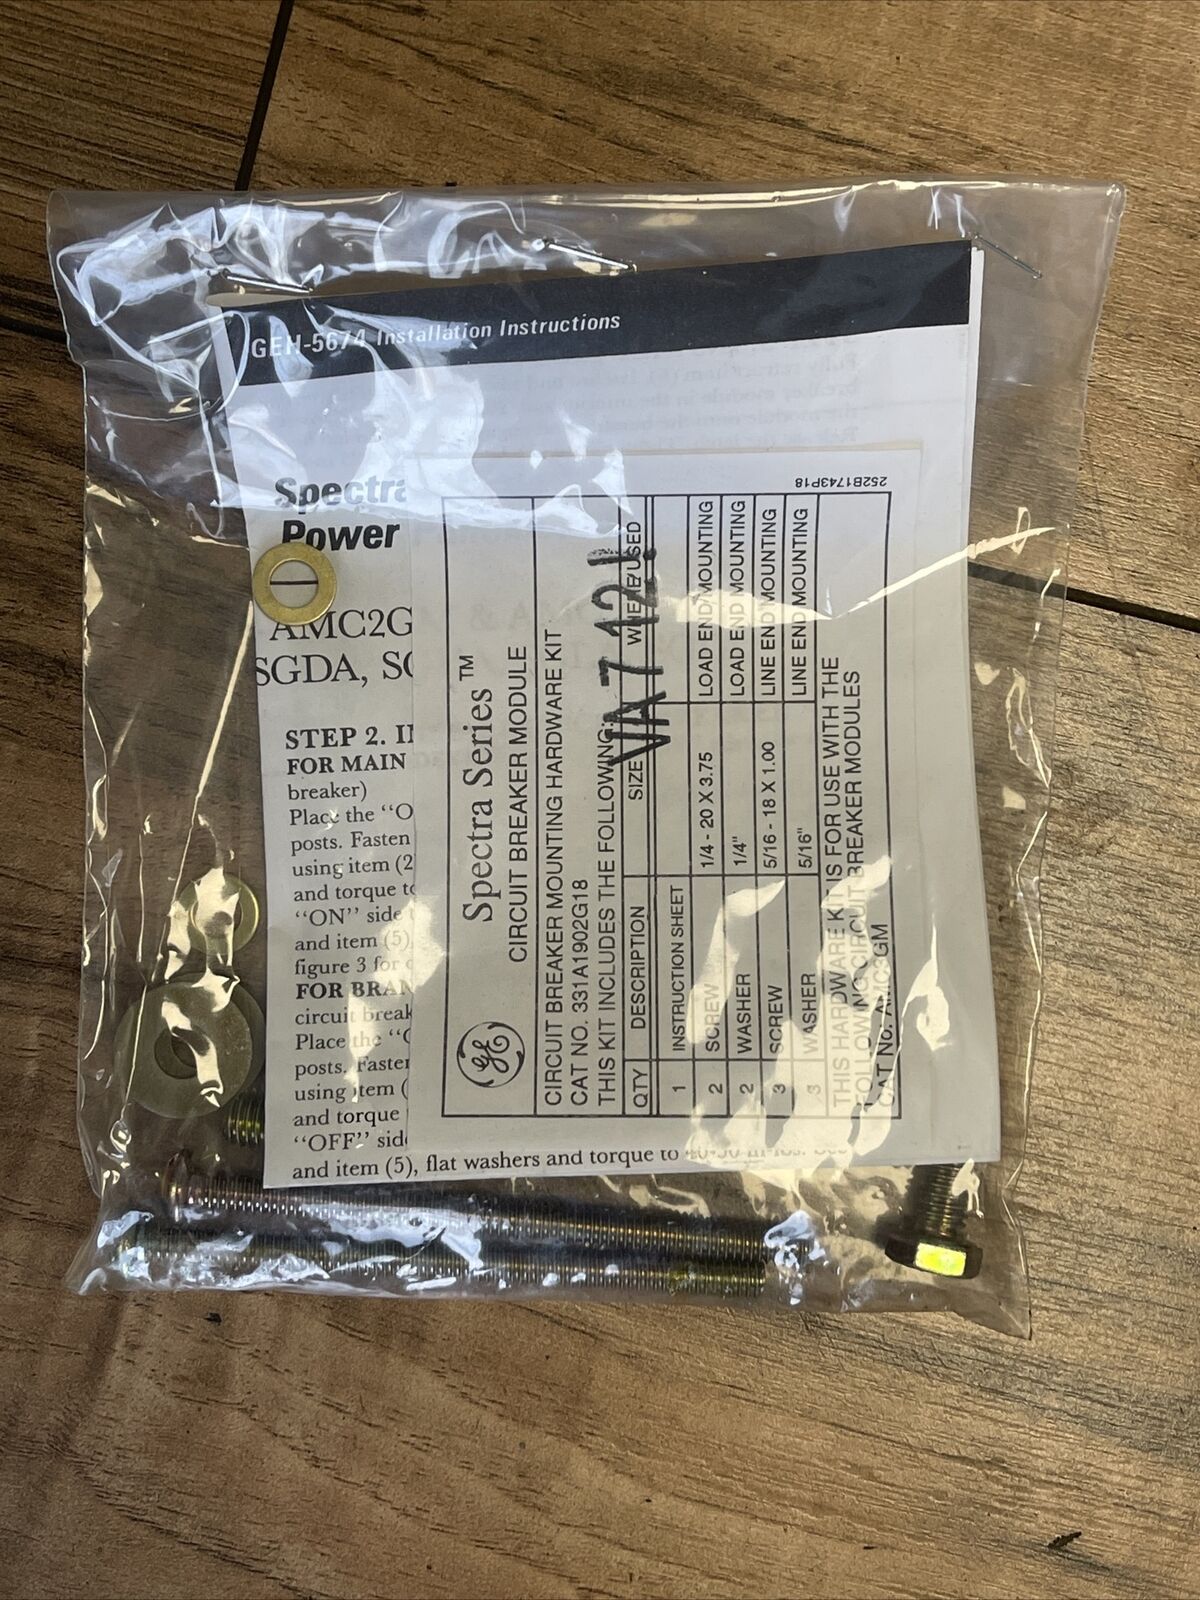 GEH-5674 Installation Instructions
Spectra
Power
AMC2G
SGDA, SG
STEP 2. I
FOR MAIN
breaker)
Place the "O
posts. Fasten
using item (2
and torque to
"ON" side
and item (5)
figure 3 for
FOR BRAN
circuit break
Place the "O
posts. Faste
using item (
and torque
"OFF" side
and item (5), flat washers and torque to
252B1743P18
GE
Spectra Series™
CIRCUIT BREAKER MODULE
CIRCUIT BREAKER MOUNTING HARDWARE KIT
CAT NO. 331A1902G18
THIS KIT INCLUDES THE FOLLOWING:
VA7 12!
QTY DESCRIPTION SIZE WHERE USED
1 INSTRUCTION SHEET
2 SCREW 1/4 - 20 X 3.75 LOAD END MOUNTING
2 WASHER 1/4" LOAD END MOUNTING
3 SCREW 5/16 - 18 X 1.00 LINE END MOUNTING
3 WASHER 5/16" LINE END MOUNTING
THIS HARDWARE KIT IS FOR USE WITH THE
FOLLOWING CIRCUIT BREAKER MODULES
CAT No. AMC3GM